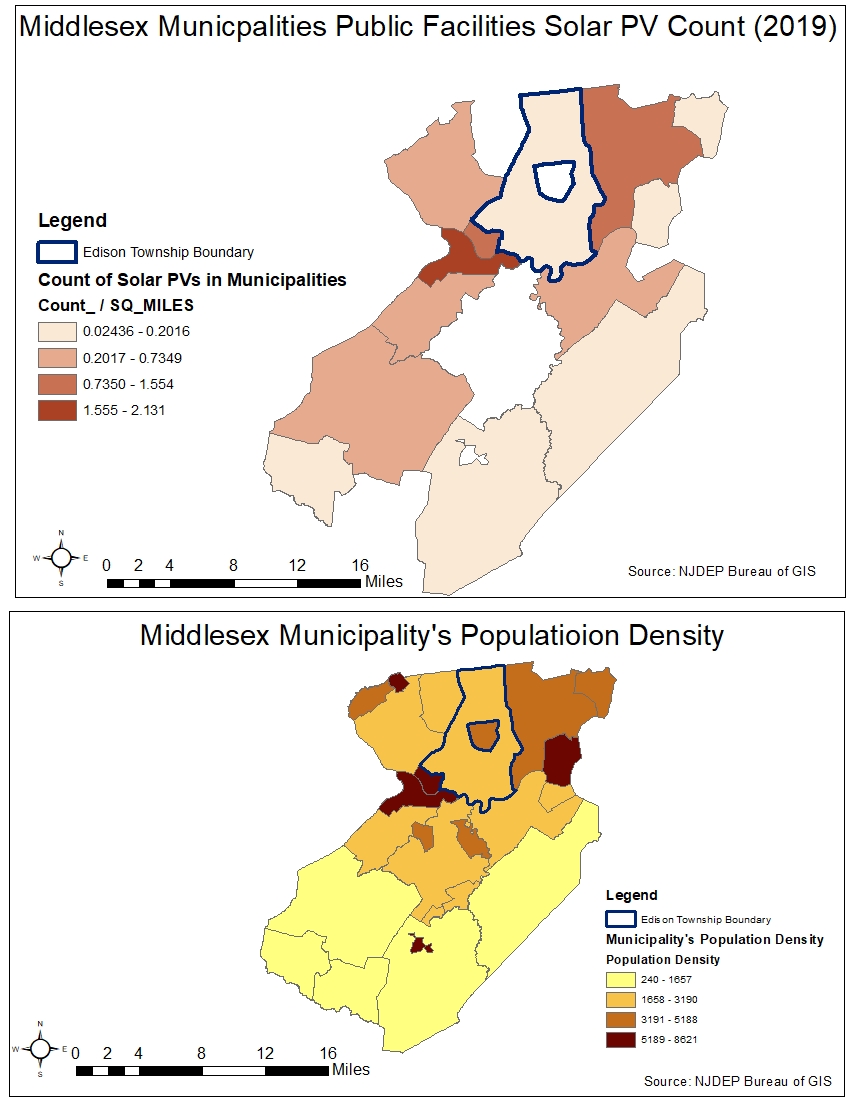 Middlesex Municpalities Public Facilities Solar PV Count (2019)
Legend
Edison Township Boundary
Count of Solar PVs in Municipalities
Count_ / SQ_MILES
0.02436 - 0.2016
0.2017 - 0.7349
0.7350 - 1.554
1.555 - 2.131
N
W E
S
0 2 4 8 12 16
Miles
Source: NJDEP Bureau of GIS
Middlesex Municipality's Populatioion Density
Legend
Edison Township Boundary
Municipality's Population Density
Population Density
240 - 1657
1658 - 3190
3191 - 5188
5189 - 8621
N
W E
S
0 2 4 8 12 16
Miles
Source: NJDEP Bureau of GIS